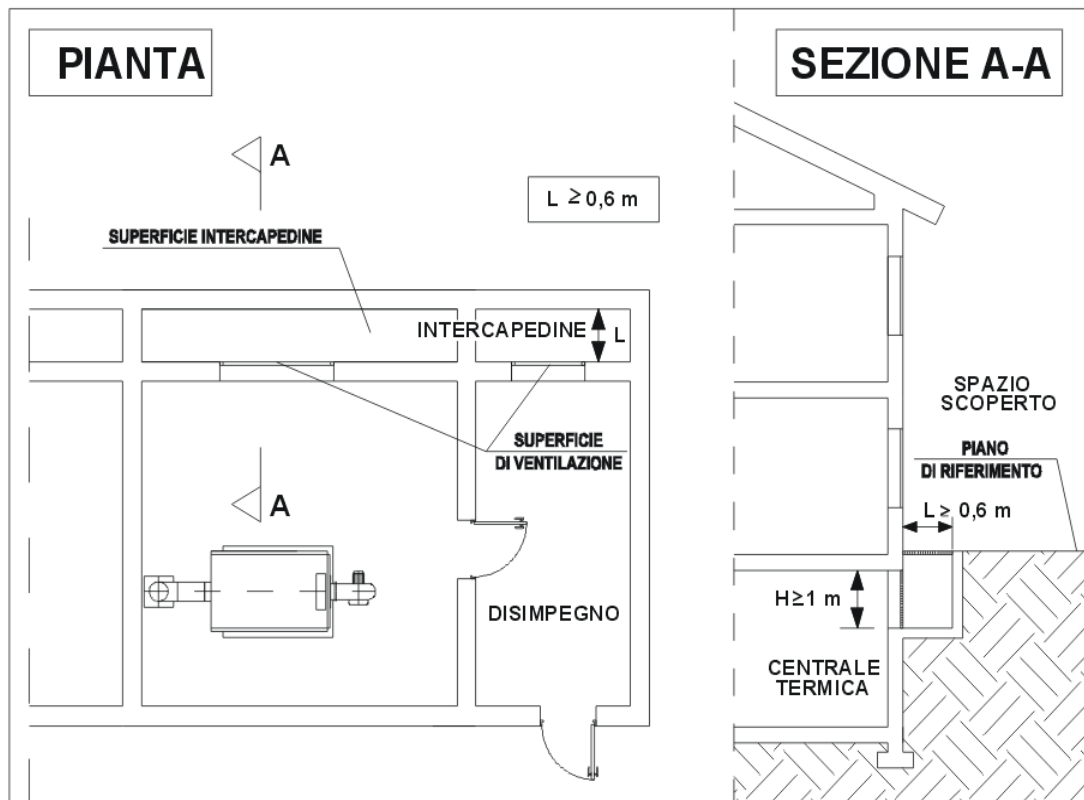 PIANTA
SEZIONE A-A
A
L ≥ 0,6 m
SUPERFICIE INTERCAPEDINE
INTERCAPEDINE
L
SUPERFICIE
DI VENTILAZIONE
A
DISIMPEGNO
SPAZIO
SCOPERTO
PIANO
DI RIFERIMENTO
L ≥ 0,6 m
H≥1 m
CENTRALE
TERMICA